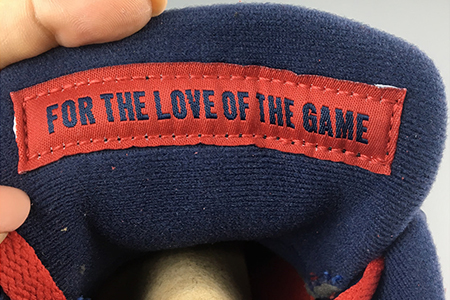 FOR THE LOVE OF THE GAME